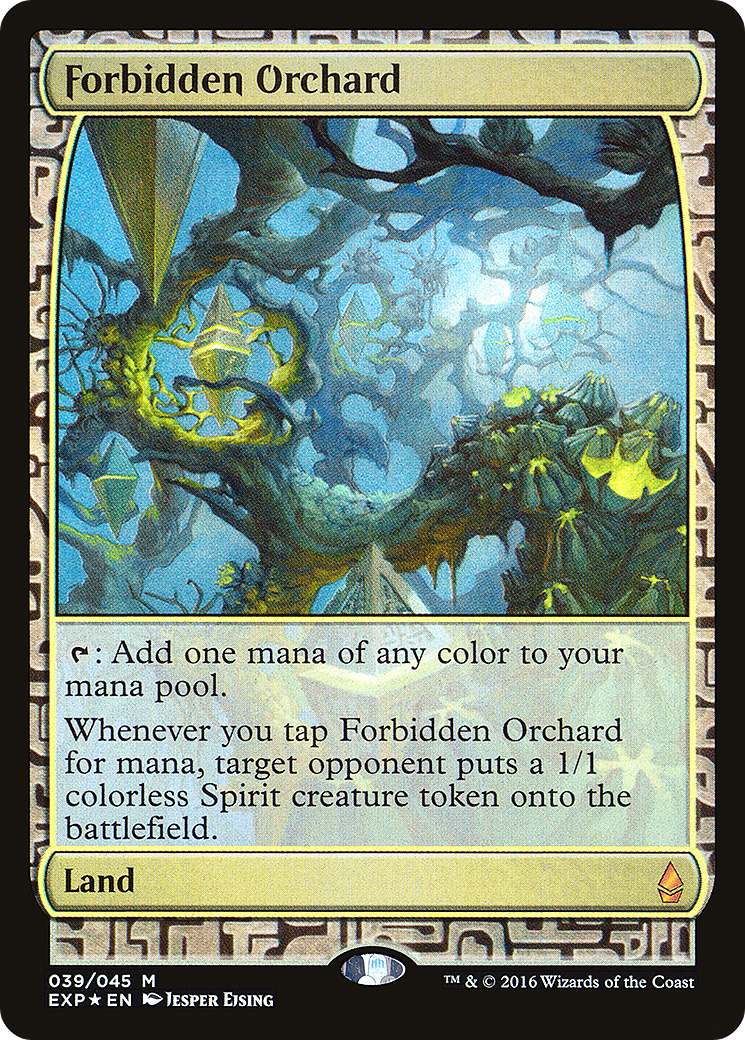 Forbidden Orchard
: Add one mana of any color to your
mana pool.
Whenever you tap Forbidden Orchard
for mana, target opponent puts a 1/1
colorless Spirit creature token onto the
battlefield.
Land
039/045 M
EXP★EN Jesper Ejsing
™ & © 2016 Wizards of the Coast